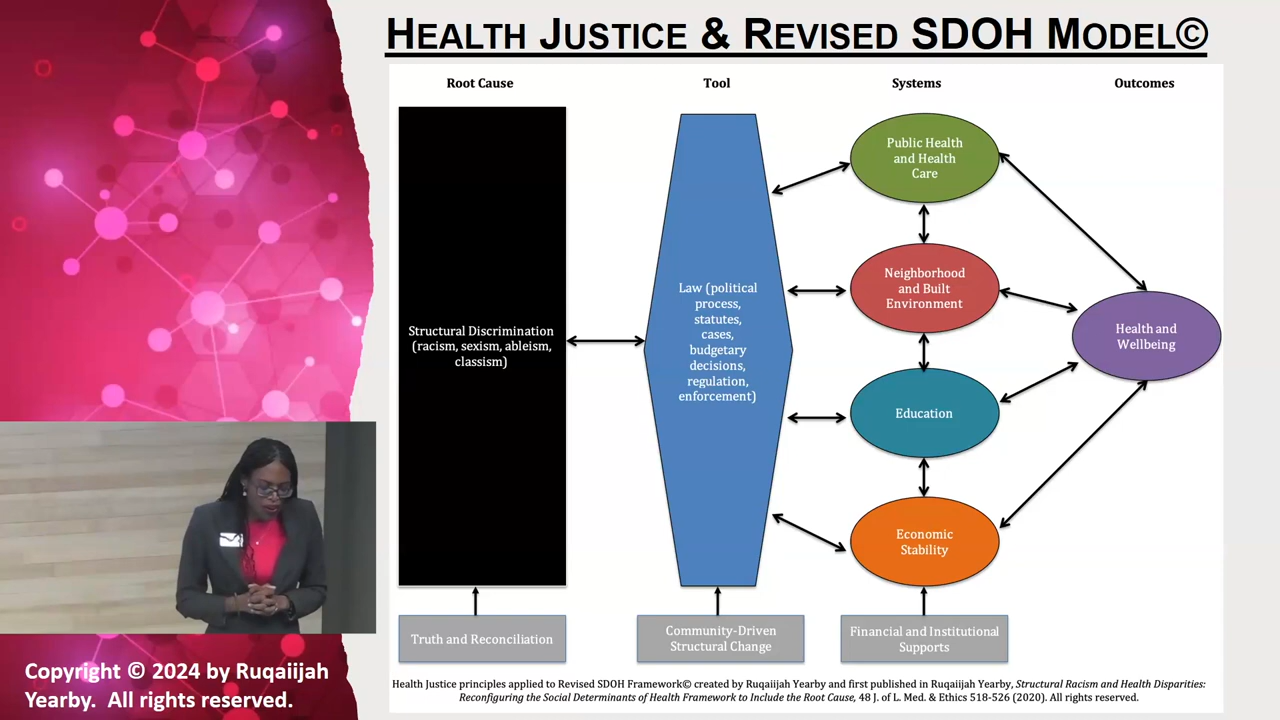 HEALTH JUSTICE & REVISED SDOH MODEL©
Root Cause
Tool
Systems
Outcomes
Structural Discrimination
(racism, sexism, ableism,
classism)
Law (political
process,
statutes,
cases,
budgetary
decisions,
regulation,
enforcement)
Public Health
and Health
Care
Neighborhood
and Built
Environment
Education
Economic
Stability
Health and
Wellbeing
Truth and Reconciliation
Community-Driven
Structural Change
Financial and Institutional
Supports
Health Justice principles applied to Revised SDOH Framework© created by Ruqaiijah Yearby and first published in Ruqaiijah Yearby, Structural Racism and Health Disparities:
Reconfiguring the Social Determinants of Health Framework to Include the Root Cause, 48 J. of L. Med. & Ethics 518-526 (2020). All rights reserved.
Copyright © 2024 by Ruqaiijah
Yearby. All rights reserved.